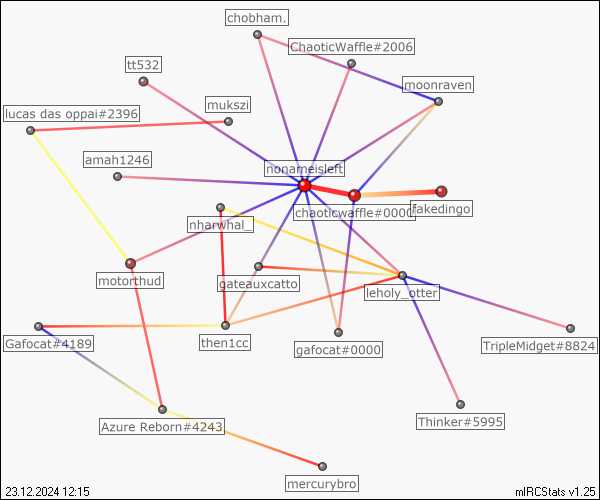 chobham.
ChaoticWaffle#2006
tt532
moonraven
lucas das oppai#2396
mukszi
amah1246
nonameisleft
chaoticwaffle#0000
fakedingo
nharwhal_
motorthud
gateauxcatto
leholy_otter
Gafocat#4189
then1cc
gafocat#0000
TripleMidget#8824
Azure Reborn#4243
Thinker#5995
mercurybro
23.12.2024 12:15
mIRCStats v1.25